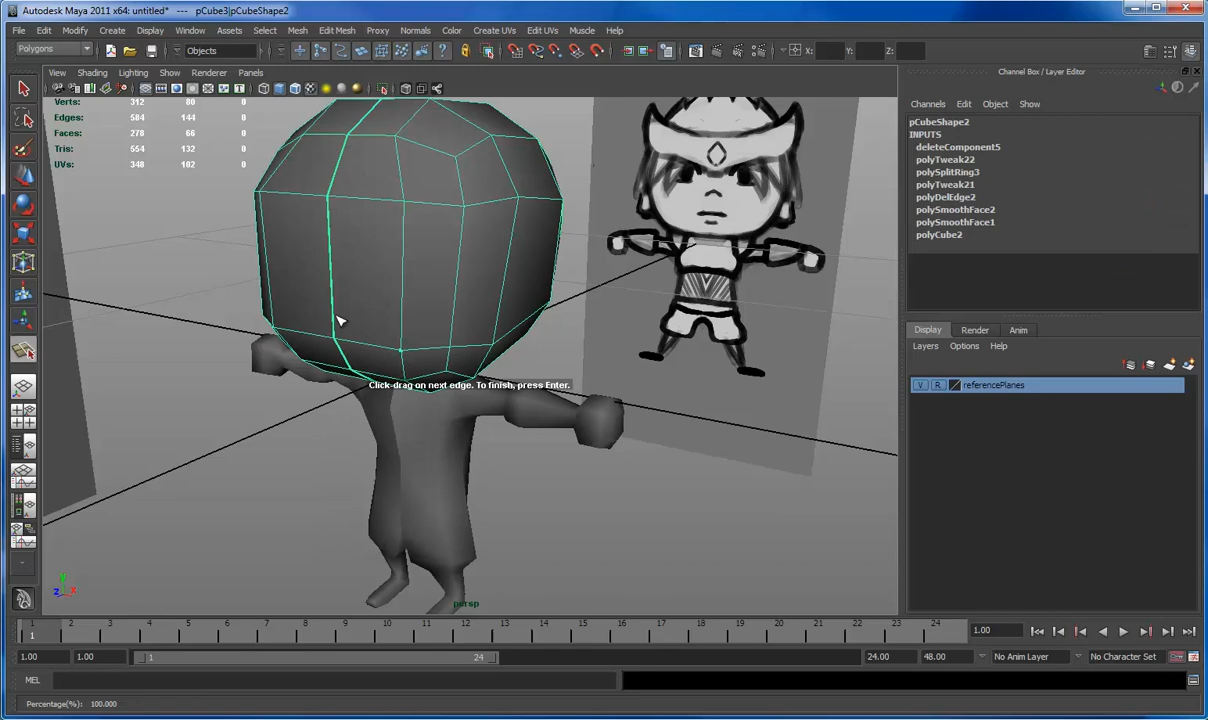 Autodesk Maya 2011 x64: untitled* --- pCube3|pCubeShape2
File Edit Modify Create Display Window Assets Select Mesh Edit Mesh Proxy Normals Color Create UVs Edit UVs Muscle Help
Polygons Objects X: Y: Z:
Channel Box / Layer Editor
View Shading Lighting Show Renderer Panels
Channels Edit Object Show
Verts: 312 80 0
Edges: 584 144 0
Faces: 278 66 0
Tris: 554 132 0
UVs: 348 102 0
pCubeShape2
INPUTS
deleteComponent5
polyTweak22
polySplitRing3
polyTweak21
polyDelEdge2
polySmoothFace2
polySmoothFace1
polyCube2
Display Render Anim
Layers Options Help
V R referencePlanes
Click-drag on next edge. To finish, press Enter.
y
z x
persp
1 2 3 4 5 6 7 8 9 10 11 12 13 14 15 16 17 18 19 20 21 22 23 24
1 1.00
1.00 1.00 1 24 24.00 48.00 No Anim Layer No Character Set
MEL
Percentage(%): 100.000